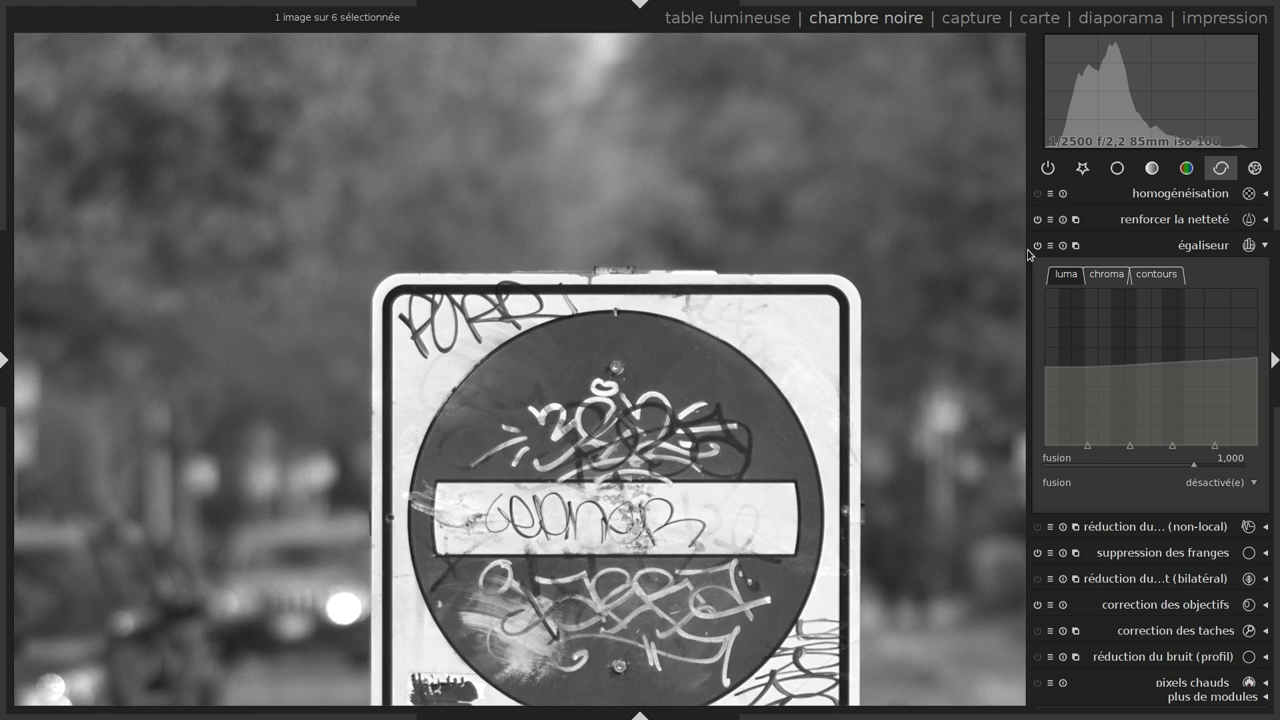 1 image sur 6 sélectionnée
table lumineuse | chambre noire | capture | carte | diaporama | impression
1/2500 f/2,2 85mm iso 100
homogénéisation
renforcer la netteté
égaliseur
luma chroma contours
fusion 1,000
fusion désactivé(e)
réduction du... (non-local)
suppression des franges
réduction du...t (bilatéral)
correction des objectifs
correction des taches
réduction du bruit (profil)
pixels chauds
plus de modules